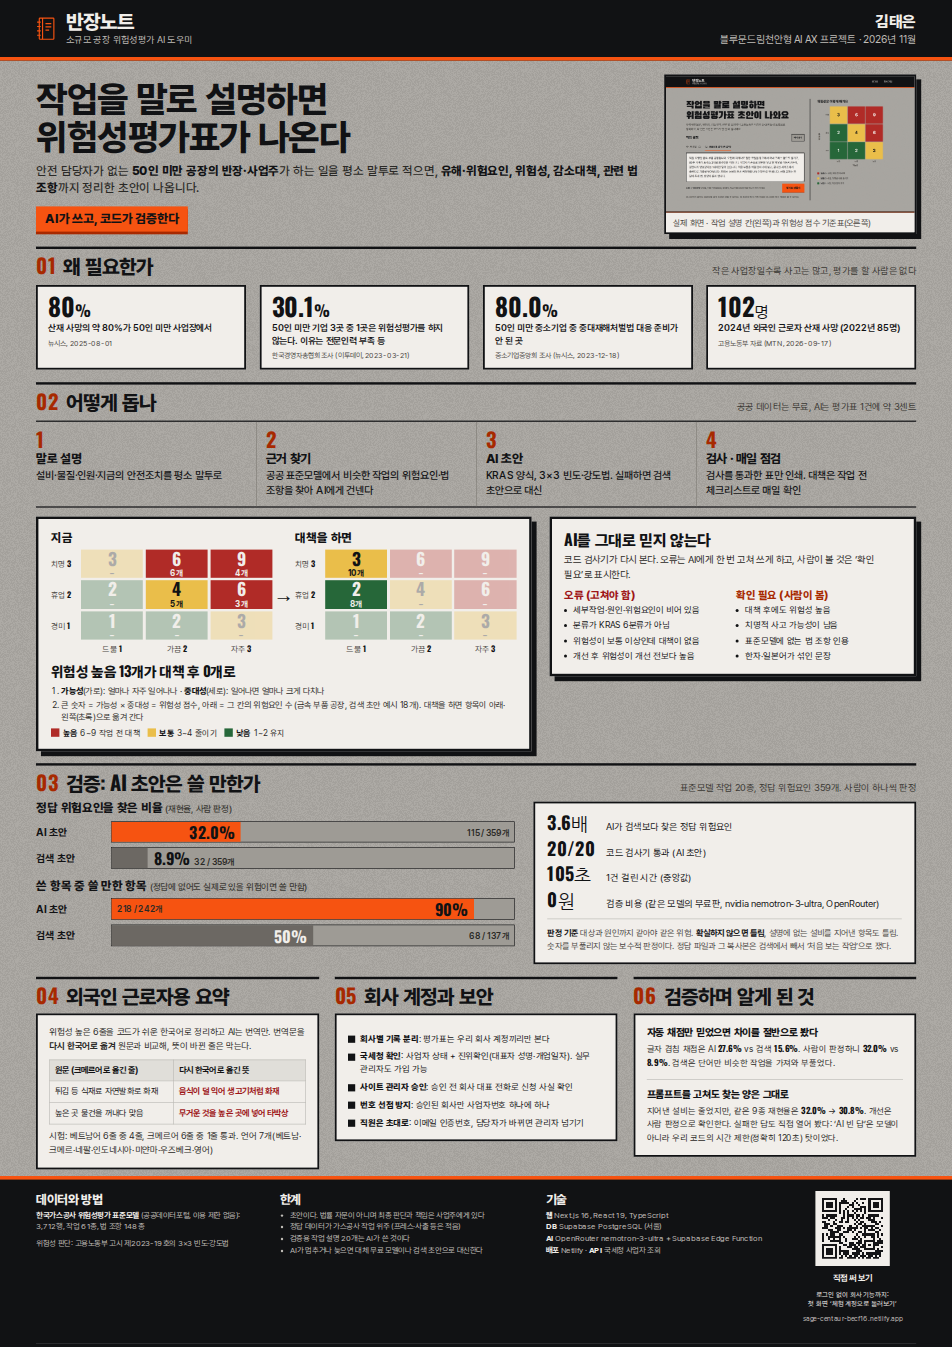 반장노트
소규모 공장 위험성평가 AI 도우미
김태은
블루문드림천안형 AI AX 프로젝트 · 2026년 11월
작업을 말로 설명하면
위험성평가표가 나온다
안전 담당자가 없는 50인 미만 공장의 반장·사업주가 하는 일을 평소 말투로 적으면, 유해·위험요인, 위험성, 감소대책, 관련 법
조항까지 정리한 초안이 나옵니다.
AI가 쓰고, 코드가 검증한다
작업을 말로 설명하면
위험성평가표 초안이 나와요
실제 화면 · 작업 설명 칸(왼쪽)과 위험성 점수 기준표(오른쪽)
01 왜 필요한가
작은 사업장일수록 사고는 많고, 평가를 할 사람은 없다
80%
산재 사망의 약 80%가 50인 미만 사업장에서
뉴시스, 2025-08-01
30.1%
50인 미만 기업 3곳 중 1곳은 위험성평가를 하지
않는다. 이유는 전문인력 부족 등
한국경영자총협회 조사 (이투데이, 2023-03-21)
80.0%
50인 미만 중소기업 중 중대재해처벌법 대응 준비가
안 된 곳
중소기업중앙회 조사 (뉴시스, 2023-12-18)
102명
2024년 외국인 근로자 산재 사망 (2022년 85명)
고용노동부 자료 (MTN, 2026-09-17)
02 어떻게 돕나
공공 데이터는 무료, AI는 평가표 1건에 약 3센트
1
말로 설명
설비·물질·인원·지금의 안전조치를 평소 말투로
2
근거 찾기
공공 표준모델에서 비슷한 작업의 위험요인·법
조항을 찾아 AI에게 건넨다
3
AI 초안
KRAS 양식, 3×3 빈도·강도법. 실패하면 검색
초안으로 대신
4
검사 · 매일 점검
검사를 통과한 표만 인쇄. 대책은 작업 전
체크리스트로 매일 확인
지금
치명 3
3
–
6
6개
9
4개
휴업 2
2
–
4
5개
6
3개
경미 1
1
–
2
–
3
–
드묾 1
가끔 2
자주 3
→
대책을 하면
치명 3
3
10개
6
–
9
–
휴업 2
2
8개
4
–
6
–
경미 1
1
–
2
–
3
–
드묾 1
가끔 2
자주 3
위험성 높음 13개가 대책 후 0개로
1. 가능성(가로): 얼마나 자주 일어나나 · 중대성(세로): 일어나면 얼마나 크게 다치나
2. 큰 숫자 = 가능성 × 중대성 = 위험성 점수, 아래 = 그 칸의 위험요인 수 (금속 부품 공장, 검색 초안 예시 18개). 대책을 하면 항목이 아래·
왼쪽(초록)으로 옮겨 간다
높음 6–9 작업 전 대책
보통 3–4 줄이기
낮음 1–2 유지
AI를 그대로 믿지 않는다
코드 검사기가 다시 본다. 오류는 AI에게 한 번 고쳐 쓰게 하고, 사람이 볼 것은 '확인
필요'로 표시한다.
오류 (고쳐야 함)
• 세부작업·원인·위험요인이 비어 있음
• 분류가 KRAS 6분류가 아님
• 위험성이 보통 이상인데 대책이 없음
• 개선 후 위험성이 개선 전보다 높음
확인 필요 (사람이 봄)
• 대책 후에도 위험성 높음
• 치명적 사고 가능성이 남음
• 표준모델에 없는 법 조항 인용
• 한자·일본어가 섞인 문장
03 검증: AI 초안은 쓸 만한가
표준모델 작업 20종, 정답 위험요인 359개. 사람이 하나씩 판정
정답 위험요인을 찾은 비율 (재현율, 사람 판정)
AI 초안
32.0%
115/359개
검색 초안
8.9% 32/359개
쓴 항목 중 쓸 만한 항목 (정답에 없어도 실제로 있을 위험이면 쓸 만함)
AI 초안
218/242개
90%
검색 초안
50%
68/137개
3.6배 AI가 검색보다 찾은 정답 위험요인
20/20 코드 검사기 통과 (AI 초안)
105초 1건 걸린 시간 (중앙값)
0원 검증 비용 (같은 모델의 무료판, nvidia nemotron-3-ultra, OpenRouter)
판정 기준 대상과 원인까지 같아야 같은 위험. 확실하지 않으면 틀림, 설명에 없는 설비를 지어낸 항목도 틀림.
숫자를 부풀리지 않는 보수적 판정이다. 정답 파일과 그 복사본은 검색에서 빼서 '처음 보는 작업'으로 쟀다.
04 외국인 근로자용 요약
위험성 높은 6줄을 코드가 쉬운 한국어로 정리하고 AI는 번역만. 번역문을
다시 한국어로 옮겨 원문과 비교해, 뜻이 바뀐 줄은 막는다.
원문 (크메르어로 옮긴 줄)
다시 한국어로 옮긴 뜻
튀김 등 식재료 자연발화로 화재
음식이 덜 익어 생고기처럼 화재
높은 곳 물건을 꺼내다 맞음
무거운 것을 높은 곳에 넣어 타박상
시험: 베트남어 6줄 중 4줄, 크메르어 6줄 중 1줄 통과. 언어 7개(베트남·
크메르·네팔·인도네시아·미얀마·우즈베크·영어)
05 회사 계정과 보안
회사별 기록 분리: 평가표는 우리 회사 계정끼리만 본다
국세청 확인: 사업자 상태 + 진위확인(대표자 성명·개업일자). 실무
관리자도 가입 가능
사이트 관리자 승인: 승인 전 회사 대표 전화로 신청 사실 확인
번호 선점 방지: 승인된 회사만 사업자번호 하나에 하나
직원은 초대로: 이메일 인증번호, 담당자가 바뀌면 관리자 넘기기
06 검증하며 알게 된 것
자동 채점만 믿었으면 차이를 절반으로 봤다
글자 겹침 채점은 AI 27.6% vs 검색 15.6%. 사람이 판정하니 32.0% vs
8.9%. 검색은 단어만 비슷한 항목을 가져와 부풀었다.
프롬프트를 고쳐도 찾는 양은 그대로
지어낸 설비는 줄었지만, 같은 9종 재현율은 32.0% → 30.8%. 개선은
사람 판정으로 확인한다. 실패한 답도 직접 열어 봤다: 'AI 빈 답'은 모델이
아니라 우리 코드의 시간 제한(정확히 120초) 탓이었다.
데이터와 방법
한국가스공사 위험성평가 표준모델 (공공데이터포털, 이용 제한 없음):
3,712행, 작업 61종, 법 조항 148종
위험성 판단: 고용노동부 고시 제2023-19호의 3×3 빈도·강도법
한계
• 초안이다. 법률 자문이 아니며 최종 판단과 책임은 사업주에게 있다
• 정답 데이터가 가스공사 작업 위주 (프레스·사출 등은 적음)
• 검증용 작업 설명 20개는 AI가 쓴 것이다
• AI가 멈추거나 늦으면 대체 무료 모델이나 검색 초안으로 대신한다
기술
웹 Next.js 16, React 19, TypeScript
DB Supabase PostgreSQL (서울)
AI OpenRouter nemotron-3-ultra + Supabase Edge Function
배포 Netlify · API 국세청 사업자 조회
직접 써 보기
로그인 없이 회사 기능까지:
첫 화면 '체험 계정으로 둘러보기'
sage-centaur-becf16.netlify.app